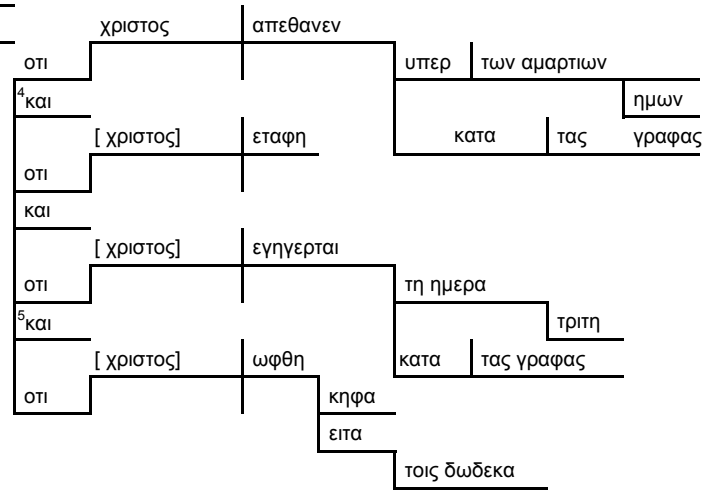 χριστος απεθανεν
οτι υπερ των αμαρτιων
4και ημων
[ χριστος] εταφη κατα τας γραφας
οτι
και
[ χριστος] εγηγερται
οτι τη ημερα
5και τριτη
[ χριστος] ωφθη κατα τας γραφας
οτι κηφα
ειτα
τοις δωδεκα